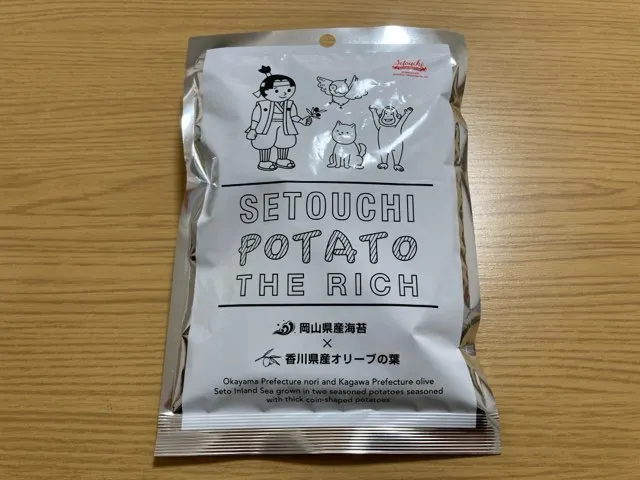 Setouchi
SETOUCHI
POTATO
THE RICH
岡山県産海苔
×
香川県産オリーブの葉
Okayama Prefecture nori and Kagawa Prefecture olive
Seto Inland Sea grown in two seasoned potatoes seasoned
with thick coin-shaped potatoes.